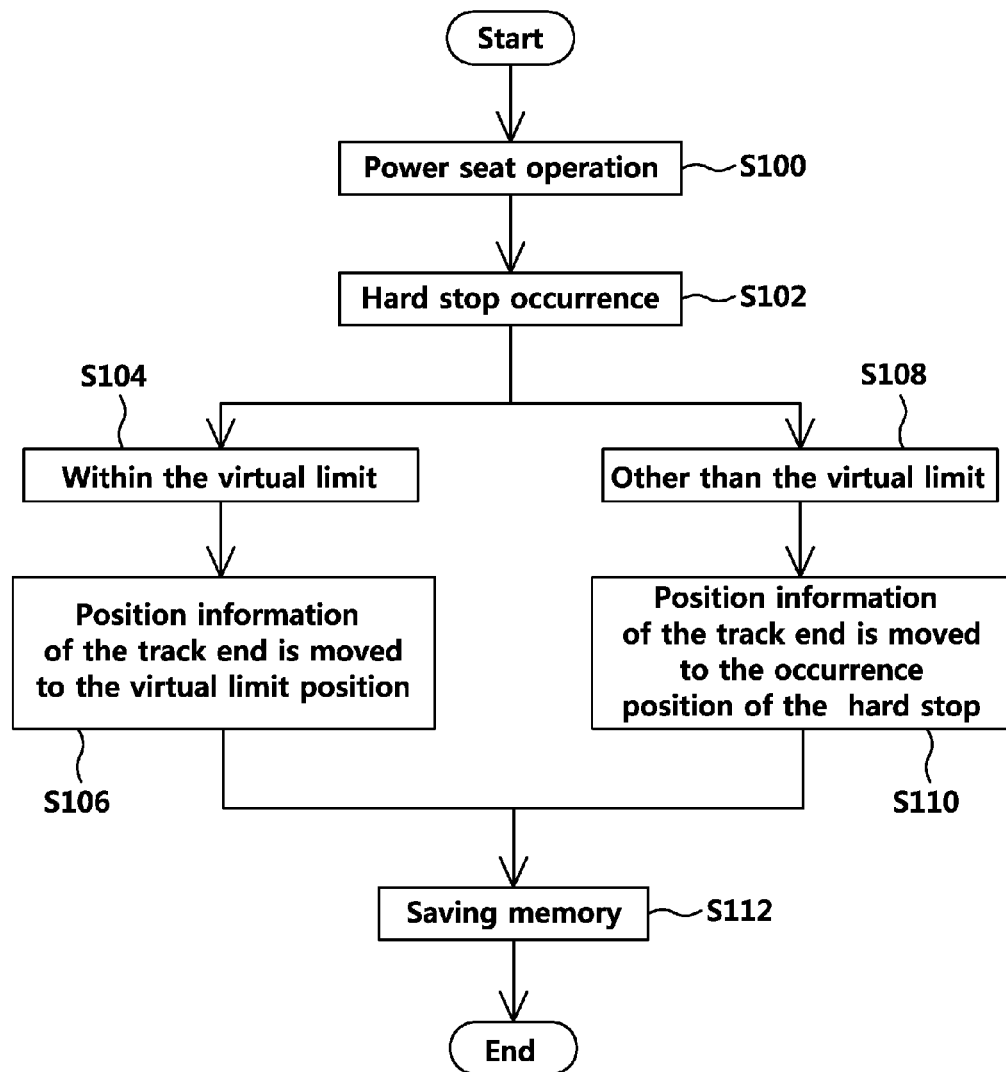 Start
Power seat operation
S100
Hard stop occurrence
S102
S104
S108
Within the virtual limit
Other than the virtual limit
Position information
of the track end is moved
to the virtual limit position
Position information
of the track end is moved
to the occurrence
position of the hard stop
S106
S110
Saving memory
S112
End